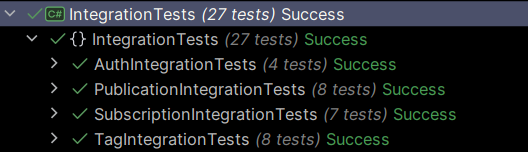 C# IntegrationTests (27 tests) Success
{} IntegrationTests (27 tests) Success
AuthIntegrationTests (4 tests) Success
PublicationIntegrationTests (8 tests) Success
SubscriptionIntegrationTests (7 tests) Success
TagIntegrationTests (8 tests) Success